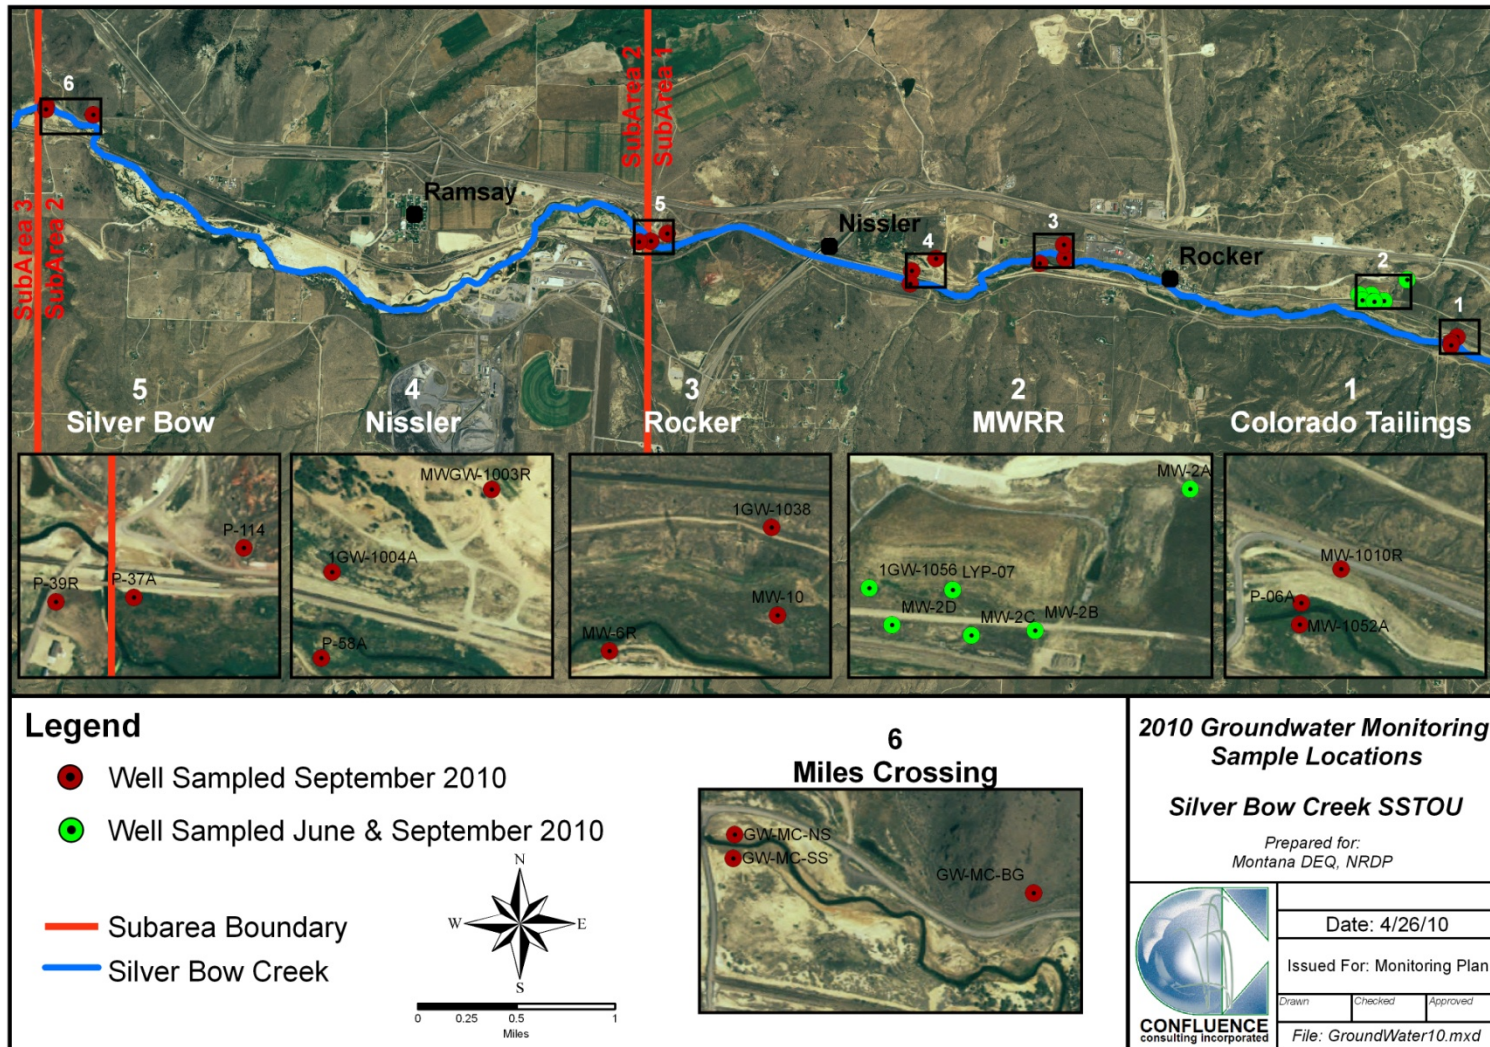 6
SubArea 3
SubArea 2
Ramsay
SubArea 2
SubArea 1
5
Nissler
4
3
Rocker
2
1
5
Silver Bow
4
Nissler
3
Rocker
2
MWRR
1
Colorado Tailings
P-114
P-39R
P-37A
MWGW-1003R
1GW-1004A
P-58A
1GW-1038
MW-10
MW-6R
MW-2A
1GW-1056
LYP-07
MW-2D
MW-2C
MW-2B
MW-1010R
P-06A
MW-1052A
Legend
Well Sampled September 2010
Well Sampled June & September 2010
Subarea Boundary
Silver Bow Creek
N
W
E
S
0
0.25
0.5
1
Miles
6
Miles Crossing
GW-MC-NS
GW-MC-SS
GW-MC-BG
2010 Groundwater Monitoring
Sample Locations
Silver Bow Creek SSTOU
Prepared for:
Montana DEQ, NRDP
CONFLUENCE
consulting incorporated
Date: 4/26/10
Issued For: Monitoring Plan
Drawn
Checked
Approved
File: GroundWater10.mxd